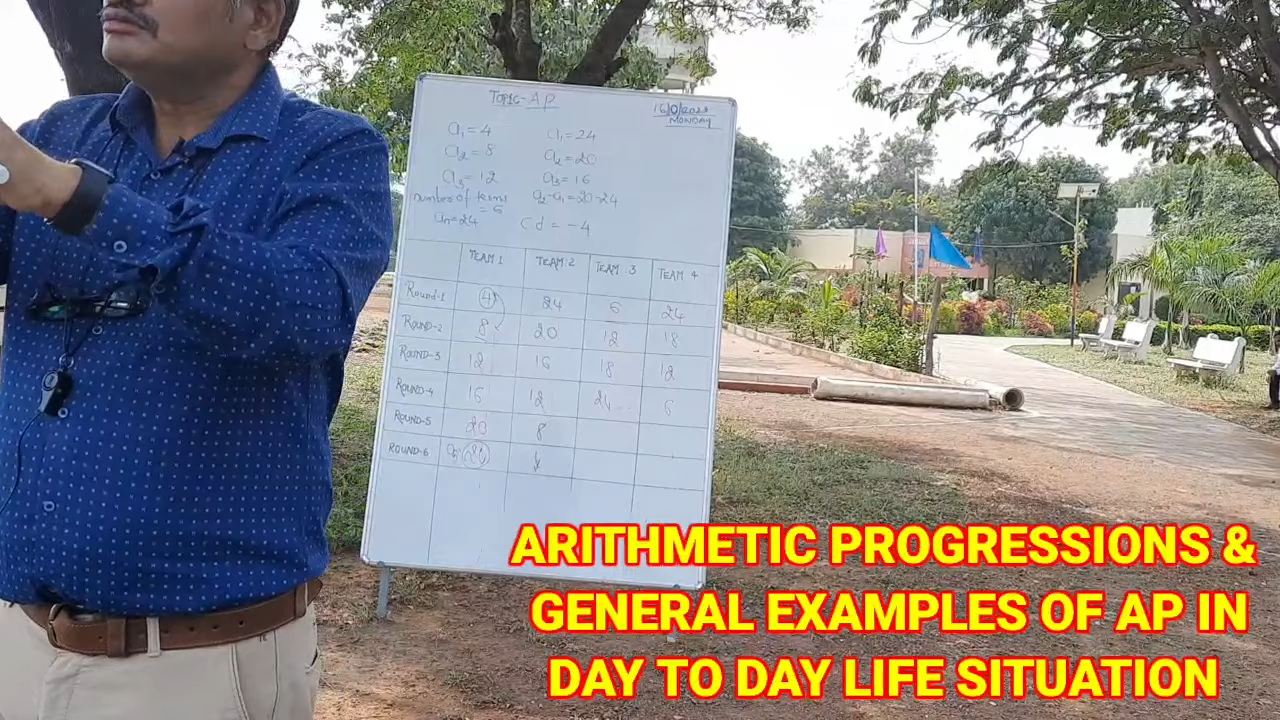 TOPIC-AP
16/10/2023
MONDAY
a₁ = 4
a₁ = 24
a₂ = 8
a₂ = 20
a₃ = 12
a₃ = 16
number of terms = 6
a₂-a₁ = 20-24
an = 24
cd = -4
TEAM 1 TEAM 2 TEAM 3 TEAM 4
ROUND-1 4 24 6 24
ROUND-2 8 20 12 18
ROUND-3 12 16 18 12
ROUND-4 16 12 24 6
ROUND-5 20 8
ROUND-6 4
ARITHMETIC PROGRESSIONS &
GENERAL EXAMPLES OF AP IN
DAY TO DAY LIFE SITUATION